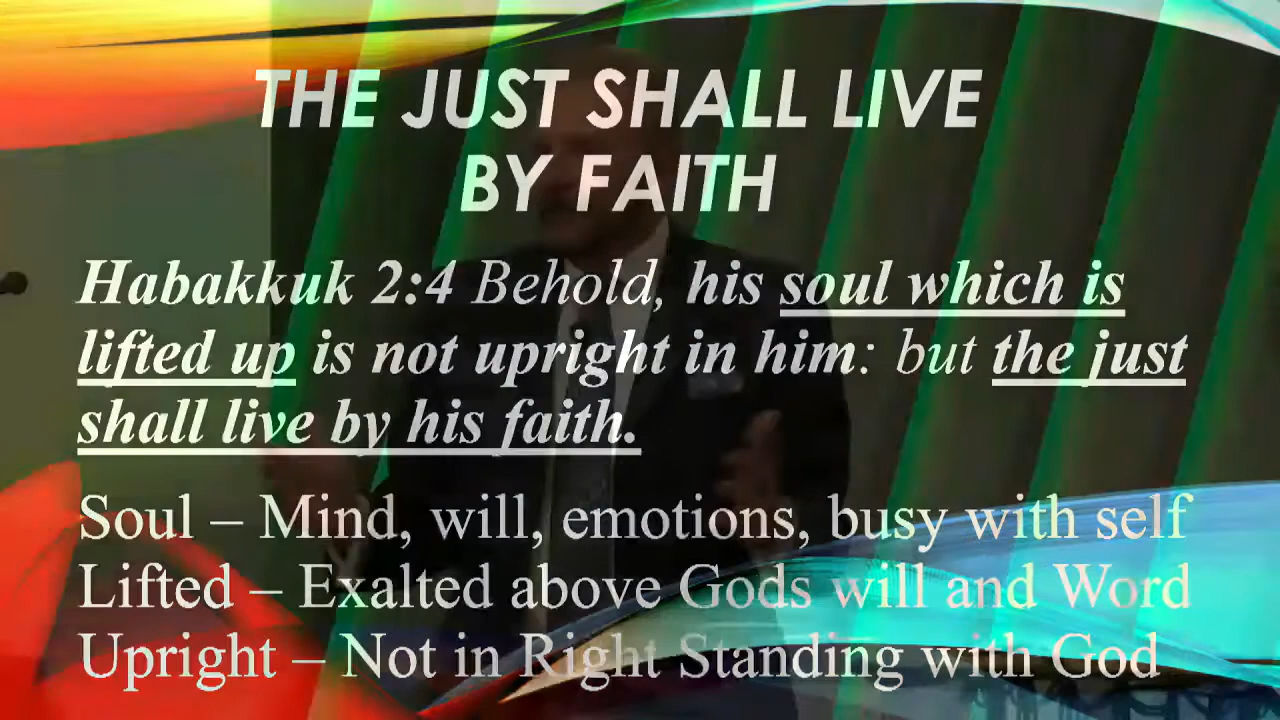 THE JUST SHALL LIVE
BY FAITH
Habakkuk 2:4 Behold, his soul which is
lifted up is not upright in him: but the just
shall live by his faith.
Soul – Mind, will, emotions, busy with self
Lifted – Exalted above Gods will and Word
Upright – Not in Right Standing with God